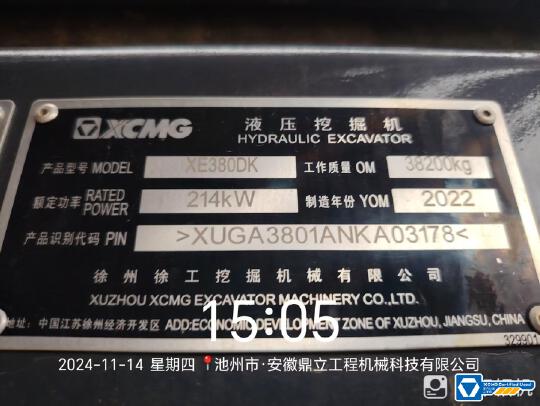 XCMG 液压挖掘机
HYDRAULIC EXCAVATOR
产品型号 MODEL XE380DK 工作质量 OM 38200kg
额定功率 RATED POWER 214kW 制造年份 YOM 2022
产品识别代码 PIN >XUGA3801ANKA03178<
徐州徐工挖掘机械有限公司
XUZHOU XCMG EXCAVATOR MACHINERY CO.,LTD.
15:05
地址: 中国江苏徐州经济开发区 ADD:ECONOMIC DEVELOPMENT ZONE OF XUZHOU, JIANGSU, CHINA
2024-11-14 星期四 池州市·安徽鼎立工程机械科技有限公司